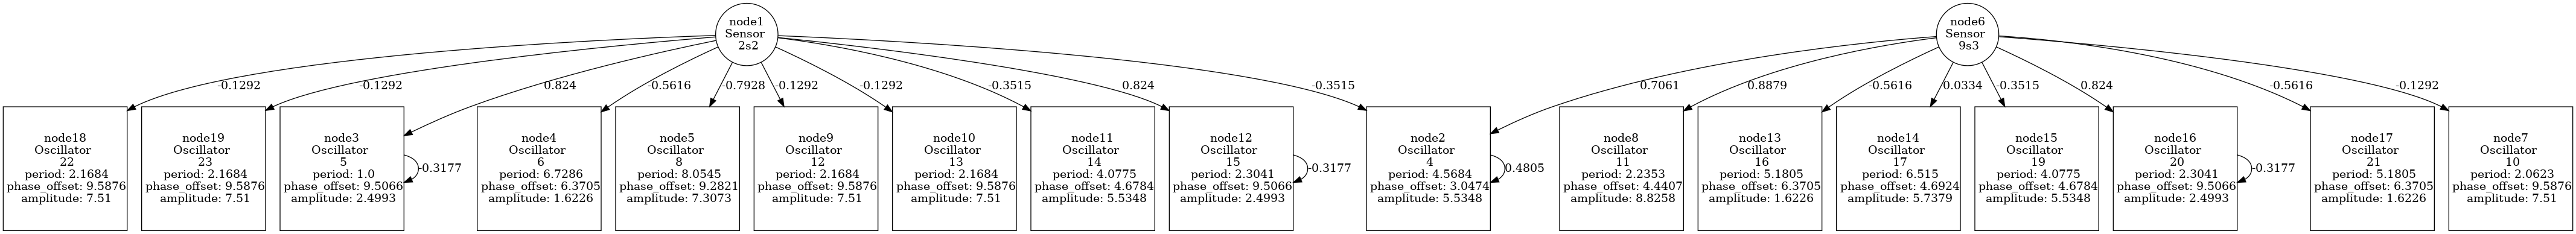 node1
Sensor
2s2
node6
Sensor
9s3
-0.1292
-0.1292
0.824
-0.5616
-0.7928
-0.1292
-0.1292
-0.3515
0.824
-0.3515
0.7061
0.8879
-0.5616
0.0334
-0.3515
0.824
-0.5616
-0.1292
node18
Oscillator
22
period: 2.1684
phase_offset: 9.5876
amplitude: 7.51
node19
Oscillator
23
period: 2.1684
phase_offset: 9.5876
amplitude: 7.51
node3
Oscillator
5
period: 1.0
phase_offset: 9.5066
amplitude: 2.4993
-0.3177
node4
Oscillator
6
period: 6.7286
phase_offset: 6.3705
amplitude: 1.6226
node5
Oscillator
8
period: 8.0545
phase_offset: 9.2821
amplitude: 7.3073
node9
Oscillator
12
period: 2.1684
phase_offset: 9.5876
amplitude: 7.51
node10
Oscillator
13
period: 2.1684
phase_offset: 9.5876
amplitude: 7.51
node11
Oscillator
14
period: 4.0775
phase_offset: 4.6784
amplitude: 5.5348
node12
Oscillator
15
period: 2.3041
phase_offset: 9.5066
amplitude: 2.4993
-0.3177
node2
Oscillator
4
period: 4.5684
phase_offset: 3.0474
amplitude: 5.5348
0.4805
node8
Oscillator
11
period: 2.2353
phase_offset: 4.4407
amplitude: 8.8258
node13
Oscillator
16
period: 5.1805
phase_offset: 6.3705
amplitude: 1.6226
node14
Oscillator
17
period: 6.515
phase_offset: 4.6924
amplitude: 5.7379
node15
Oscillator
19
period: 4.0775
phase_offset: 4.6784
amplitude: 5.5348
node16
Oscillator
20
period: 2.3041
phase_offset: 9.5066
amplitude: 2.4993
-0.3177
node17
Oscillator
21
period: 5.1805
phase_offset: 6.3705
amplitude: 1.6226
node7
Oscillator
10
period: 2.0623
phase_offset: 9.5876
amplitude: 7.51